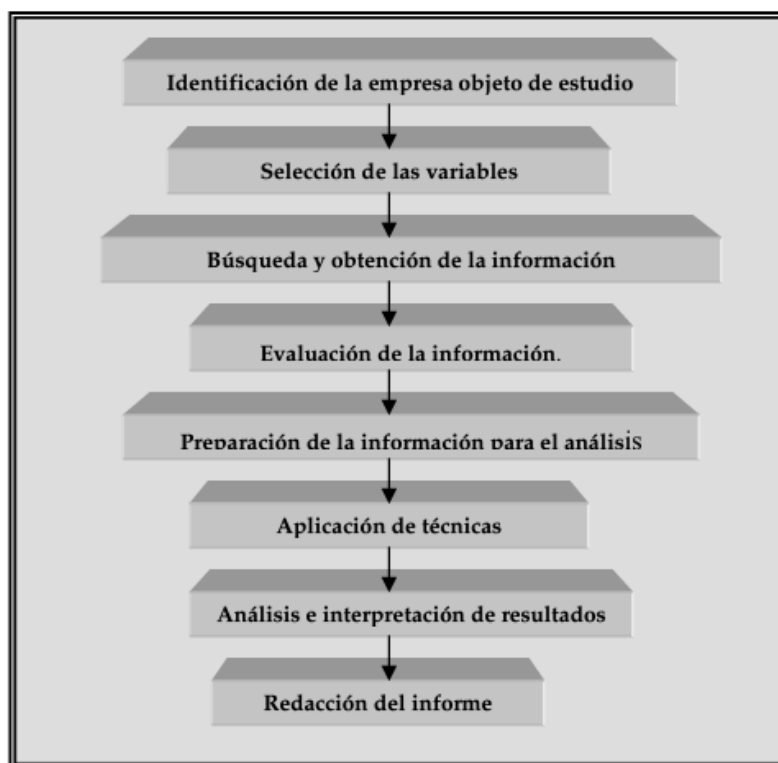 Identificación de la empresa objeto de estudio
Selección de las variables
Búsqueda y obtención de la información
Evaluación de la información.
Preparación de la información para el análisis
Aplicación de técnicas
Análisis e interpretación de resultados
Redacción del informe